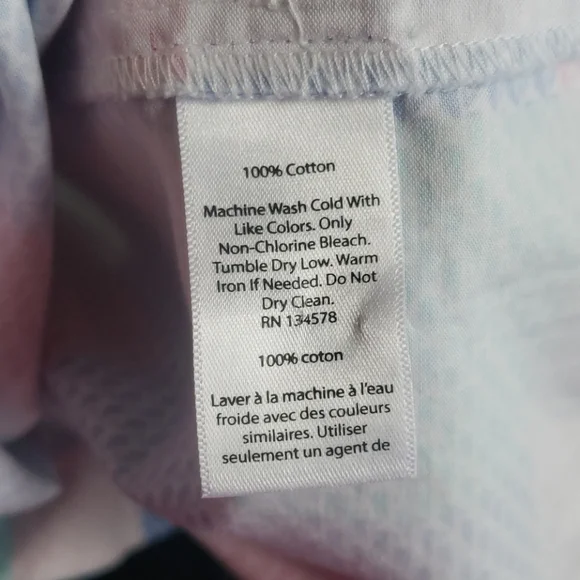 100% Cotton
Machine Wash Cold With
Like Colors. Only
Non-Chlorine Bleach.
Tumble Dry Low. Warm
Iron If Needed. Do Not
Dry Clean.
RN 134578
100% coton
Laver à la machine à l'eau
froide avec des couleurs
similaires. Utiliser
seulement un agent de